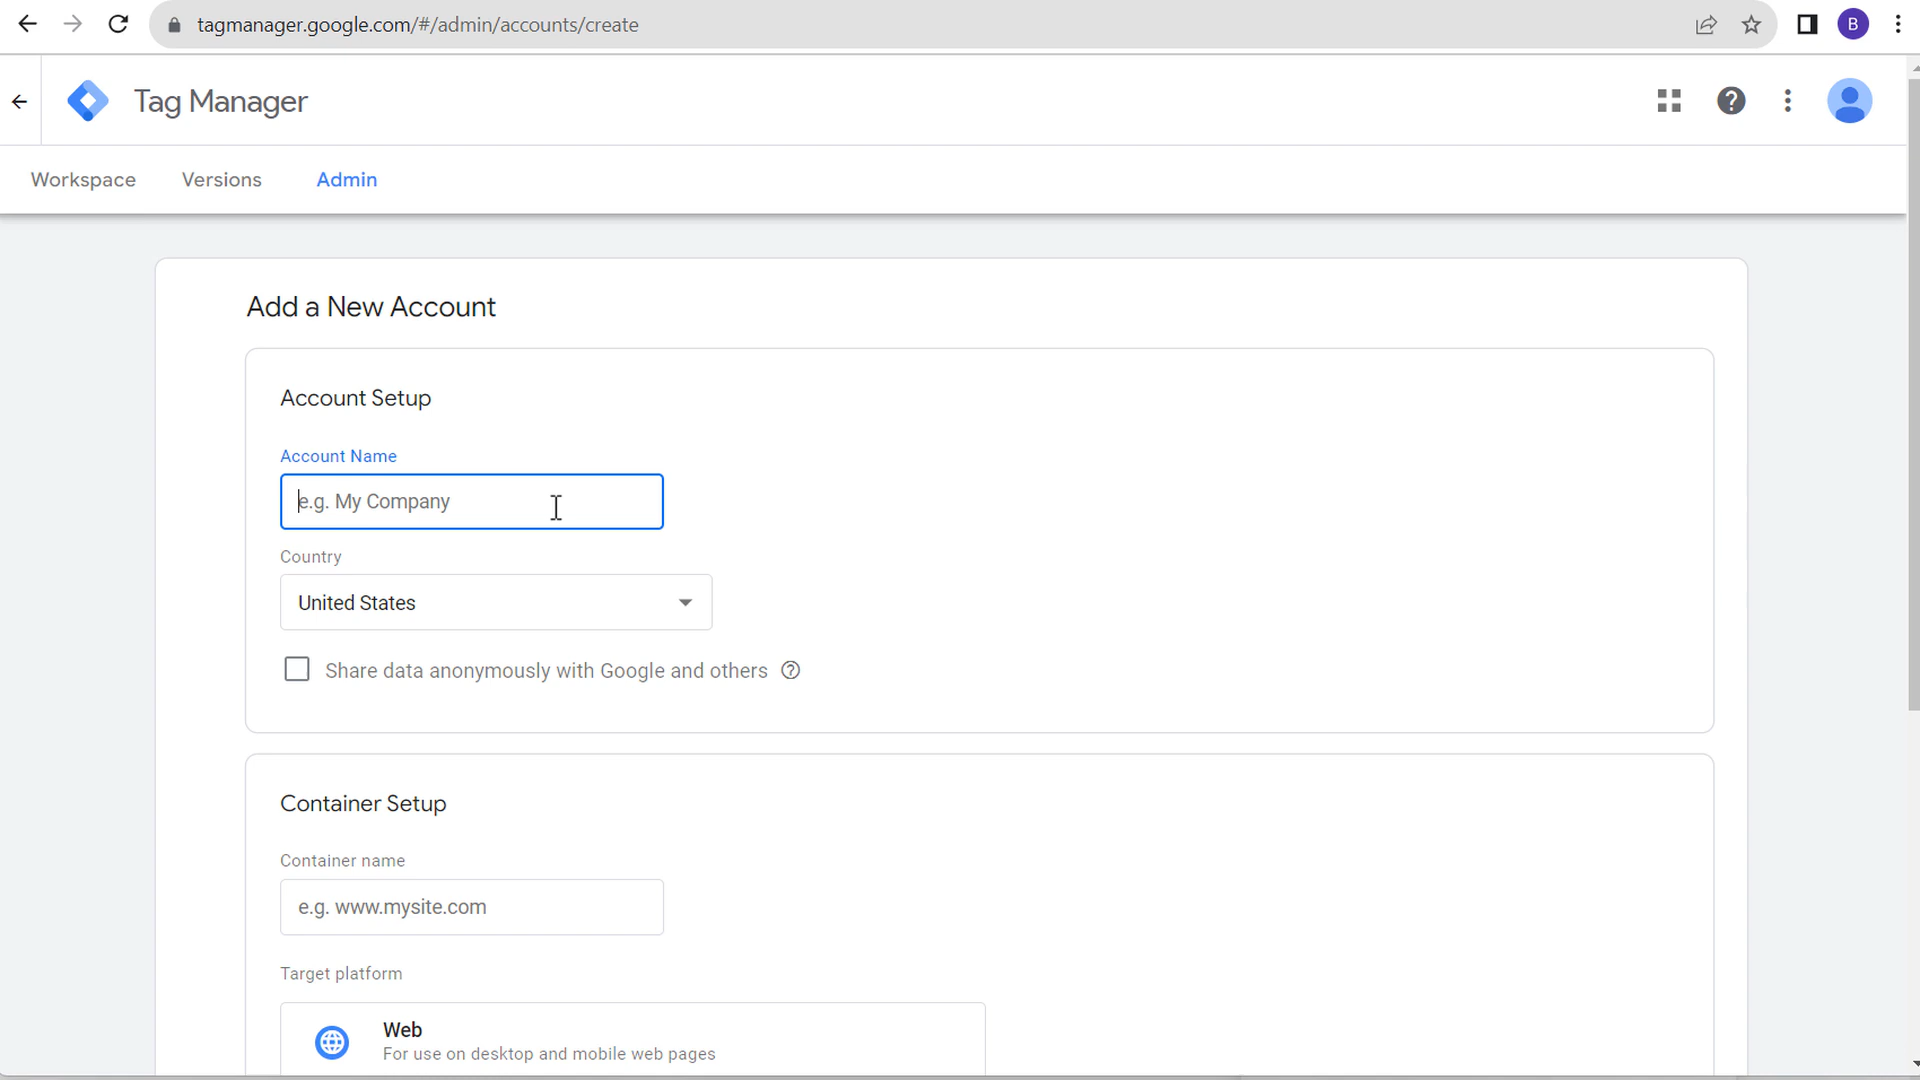 tagmanager.google.com/#/admin/accounts/create
B
Tag Manager
Workspace Versions Admin
Add a New Account
Account Setup
Account Name
e.g. My Company
Country
United States
Share data anonymously with Google and others
Container Setup
Container name
e.g. www.mysite.com
Target platform
Web
For use on desktop and mobile web pages